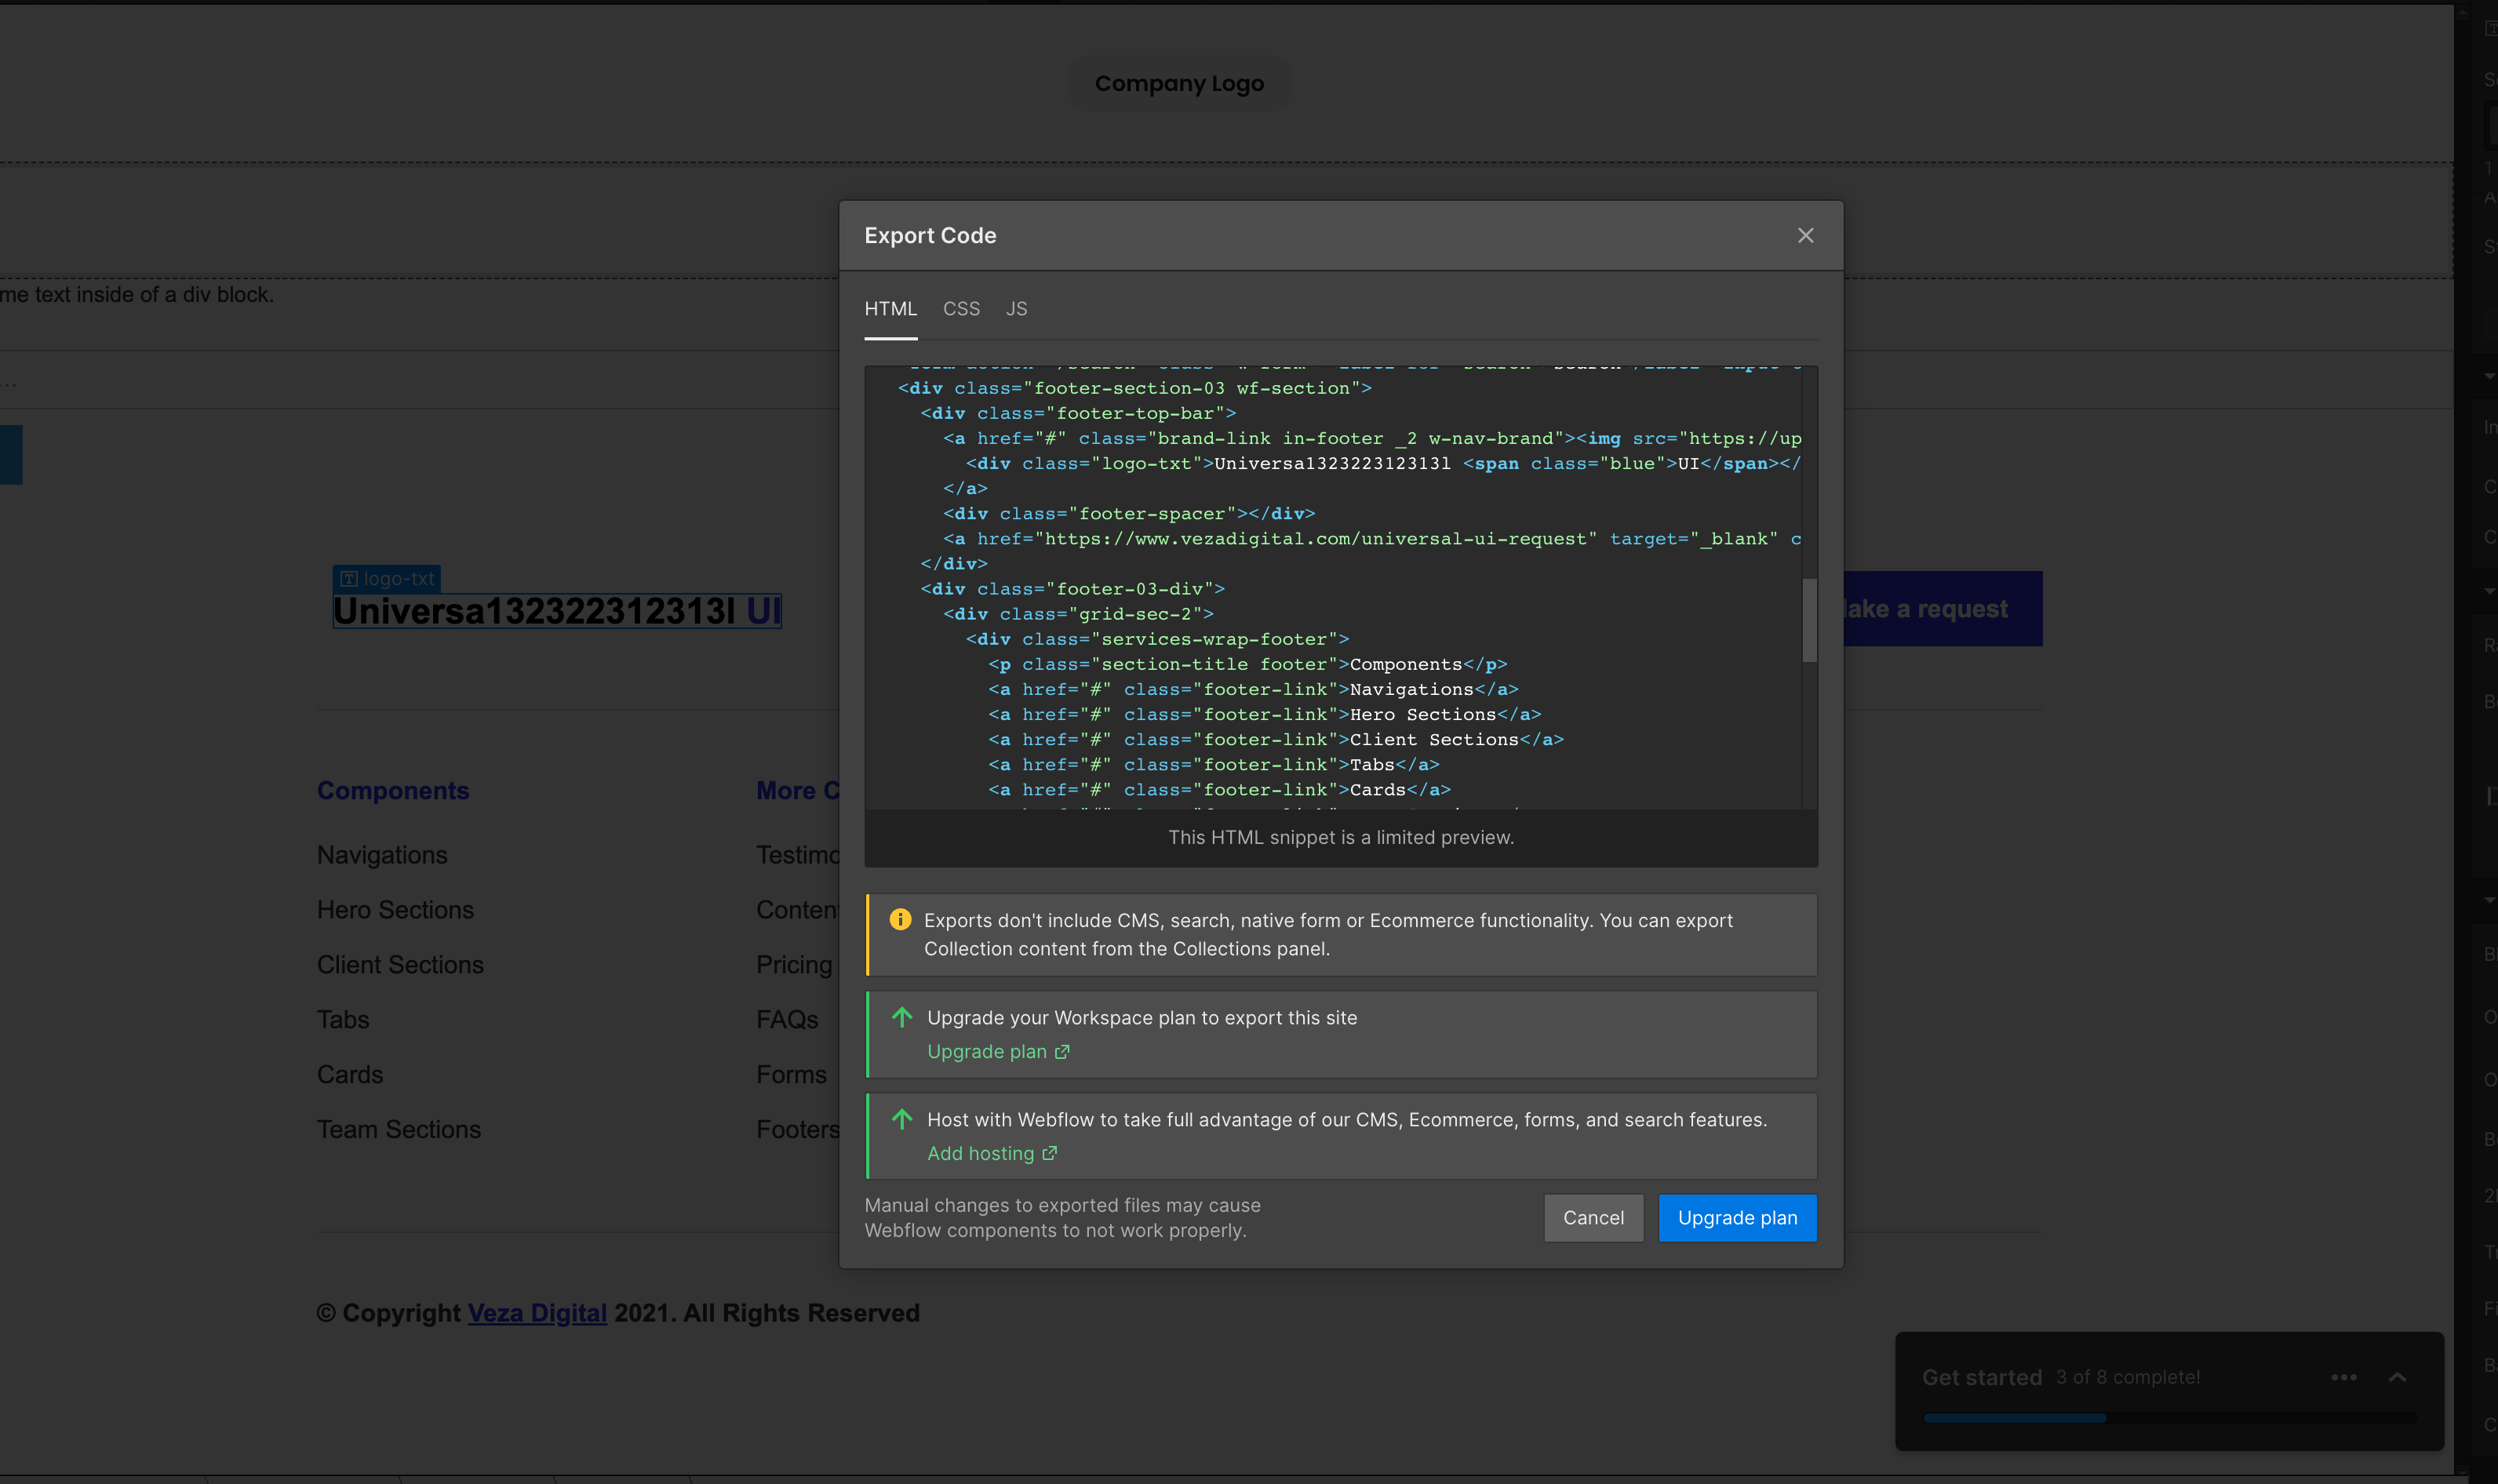 Company Logo
me text inside of a div block.
Export Code
HTML CSS JS
<div class="footer-section-03 wf-section">
<div class="footer-top-bar">
<a href="#" class="brand-link in-footer _2 w-nav-brand"><img src="https://up
<div class="logo-txt">Universa132322312313l <span class="blue">UI</span></
</a>
<div class="footer-spacer"></div>
<a href="https://www.vezadigital.com/universal-ui-request" target="_blank" c
</div>
<div class="footer-03-div">
<div class="grid-sec-2">
<div class="services-wrap-footer">
<p class="section-title footer">Components</p>
<a href="#" class="footer-link">Navigations</a>
<a href="#" class="footer-link">Hero Sections</a>
<a href="#" class="footer-link">Client Sections</a>
<a href="#" class="footer-link">Tabs</a>
<a href="#" class="footer-link">Cards</a>
This HTML snippet is a limited preview.
Exports don't include CMS, search, native form or Ecommerce functionality. You can export
Collection content from the Collections panel.
Upgrade your Workspace plan to export this site
Upgrade plan
Host with Webflow to take full advantage of our CMS, Ecommerce, forms, and search features.
Add hosting
Manual changes to exported files may cause
Webflow components to not work properly.
Cancel
Upgrade plan
logo-txt
Universa132322312313l UI
ake a request
Components
Navigations
Hero Sections
Client Sections
Tabs
Cards
Team Sections
More C
Testimo
Conten
Pricing
FAQs
Forms
Footers
© Copyright Veza Digital 2021. All Rights Reserved
Get started 3 of 8 complete!